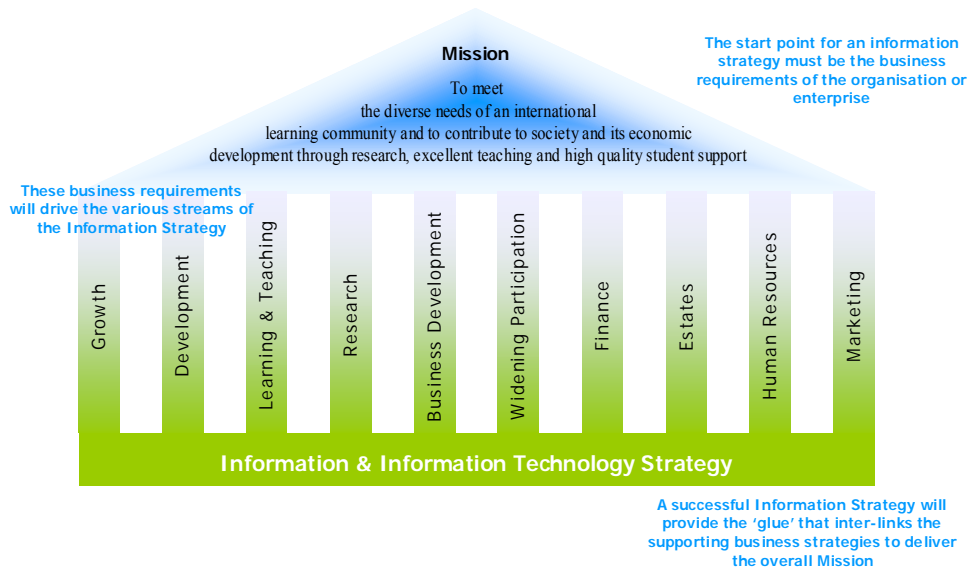 Mission
To meet
the diverse needs of an international
learning community and to contribute to society and its economic
development through research, excellent teaching and high quality student support
The start point for an information
strategy must be the business
requirements of the organisation or
enterprise
These business requirements
will drive the various streams of
the Information Strategy
Growth
Development
Learning & Teaching
Research
Business Development
Widening Participation
Finance
Estates
Human Resources
Marketing
Information & Information Technology Strategy
A successful Information Strategy will
provide the ‘glue’ that inter-links the
supporting business strategies to deliver
the overall Mission